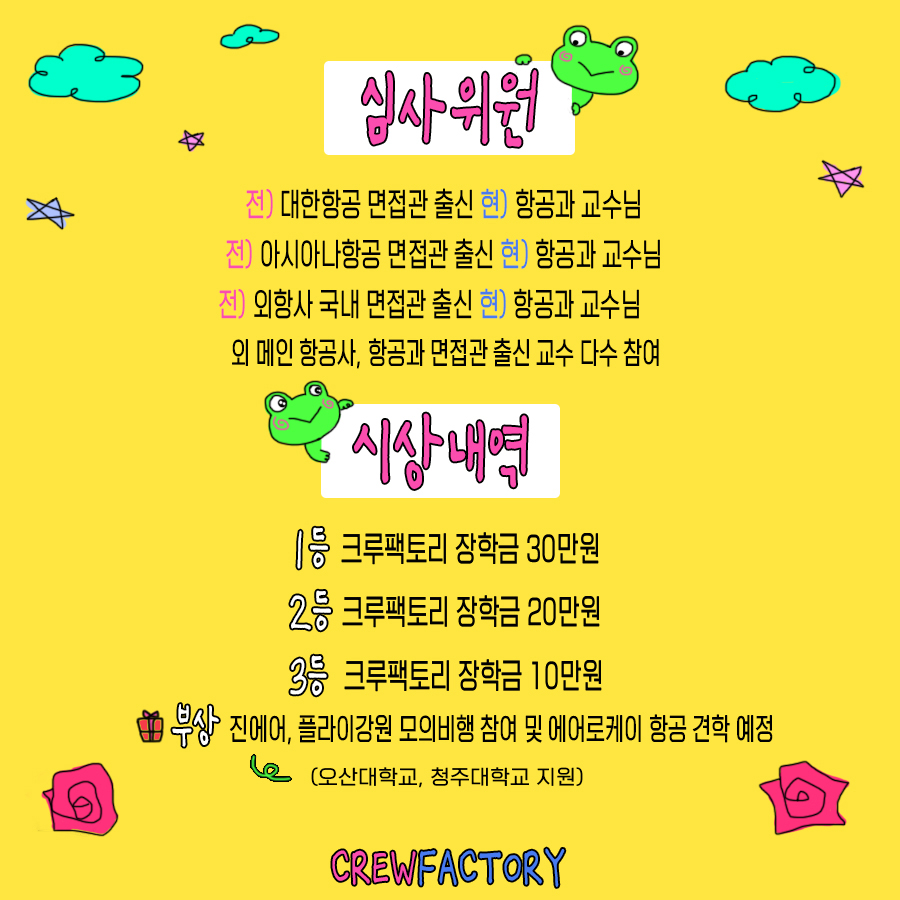 심사위원
전) 대한항공 면접관 출신 현) 항공과 교수님
전) 아시아나항공 면접관 출신 현) 항공과 교수님
전) 외항사 국내 면접관 출신 현) 항공과 교수님
외 메인 항공사, 항공과 면접관 출신 교수 다수 참여
시상내역
1등 크루팩토리 장학금 30만원
2등 크루팩토리 장학금 20만원
3등 크루팩토리 장학금 10만원
부상 진에어, 플라이강원 모의비행 참여 및 에어로케이 항공 견학 예정
(오산대학교, 청주대학교 지원)
CREWFACTORY